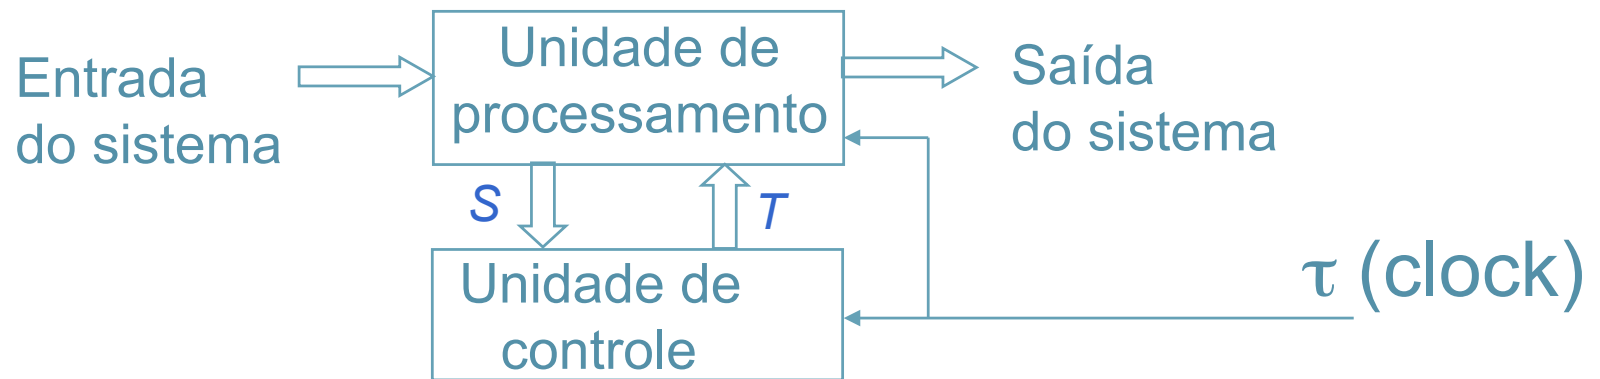 Entrada
do sistema
Unidade de
processamento
Saída
do sistema
S
T
Unidade de
controle
τ (clock)